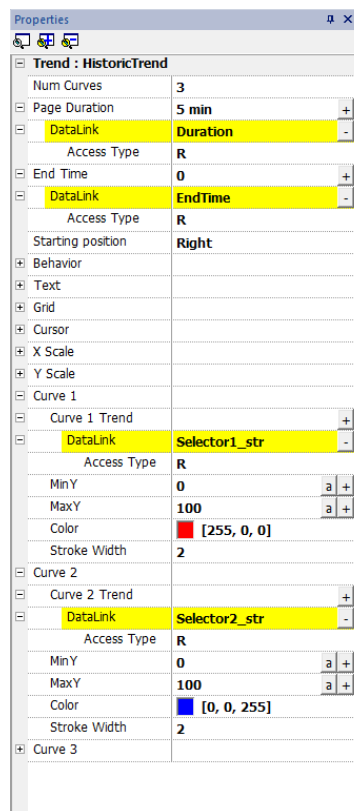 Properties
Trend : HistoricTrend
Num Curves 3
Page Duration 5 min +
DataLink Duration -
Access Type R
End Time 0 +
DataLink EndTime -
Access Type R
Starting position Right
Behavior
Text
Grid
Cursor
X Scale
Y Scale
Curve 1
Curve 1 Trend +
DataLink Selector1_str -
Access Type R
MinY 0 a +
MaxY 100 a +
Color [255, 0, 0]
Stroke Width 2
Curve 2
Curve 2 Trend +
DataLink Selector2_str -
Access Type R
MinY 0 a +
MaxY 100 a +
Color [0, 0, 255]
Stroke Width 2
Curve 3